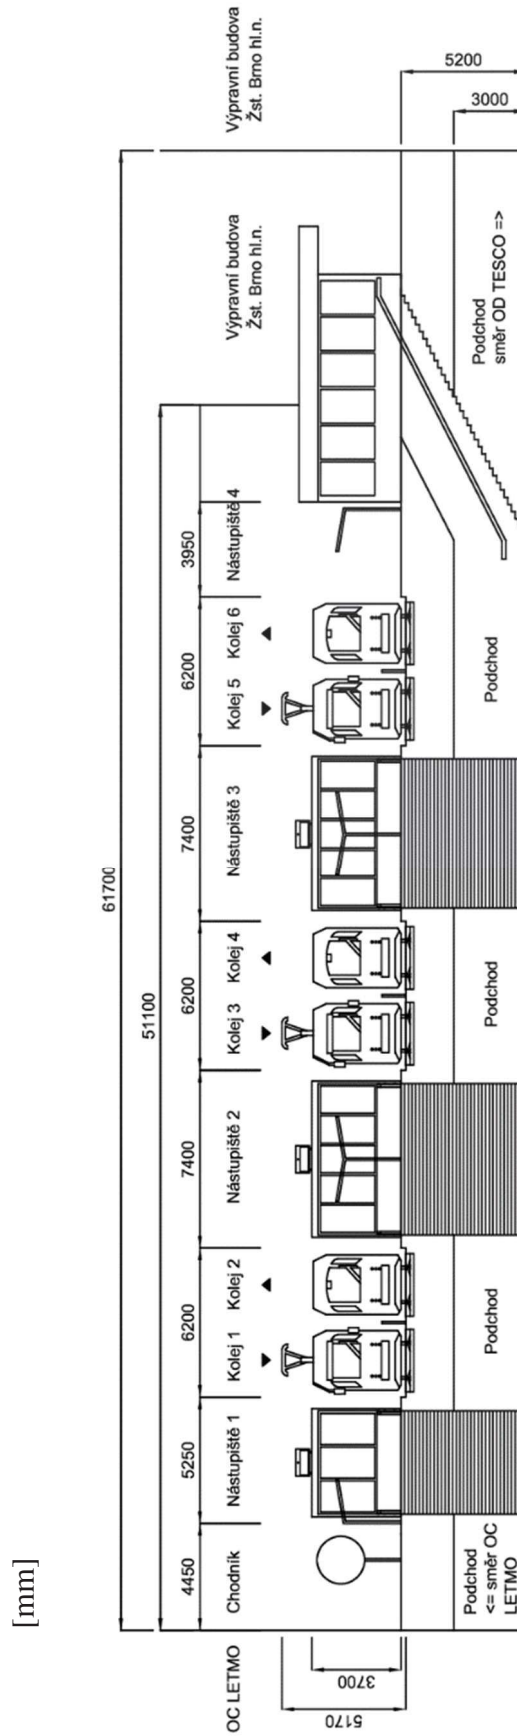 [mm]
61700
51100
4450
5250
6200
7400
6200
7400
6200
3950
OC LETMO
Chodník
Nástupiště 1
Kolej 1
Kolej 2
Nástupiště 2
Kolej 3
Kolej 4
Nástupiště 3
Kolej 5
Kolej 6
Nástupiště 4
Výpravní budova
Žst. Brno hl.n.
Výpravní budova
Žst. Brno hl.n.
5170
3700
5200
3000
Podchod
<= směr OC
LETMO
Podchod
Podchod
Podchod
Podchod
směr OD TESCO =>